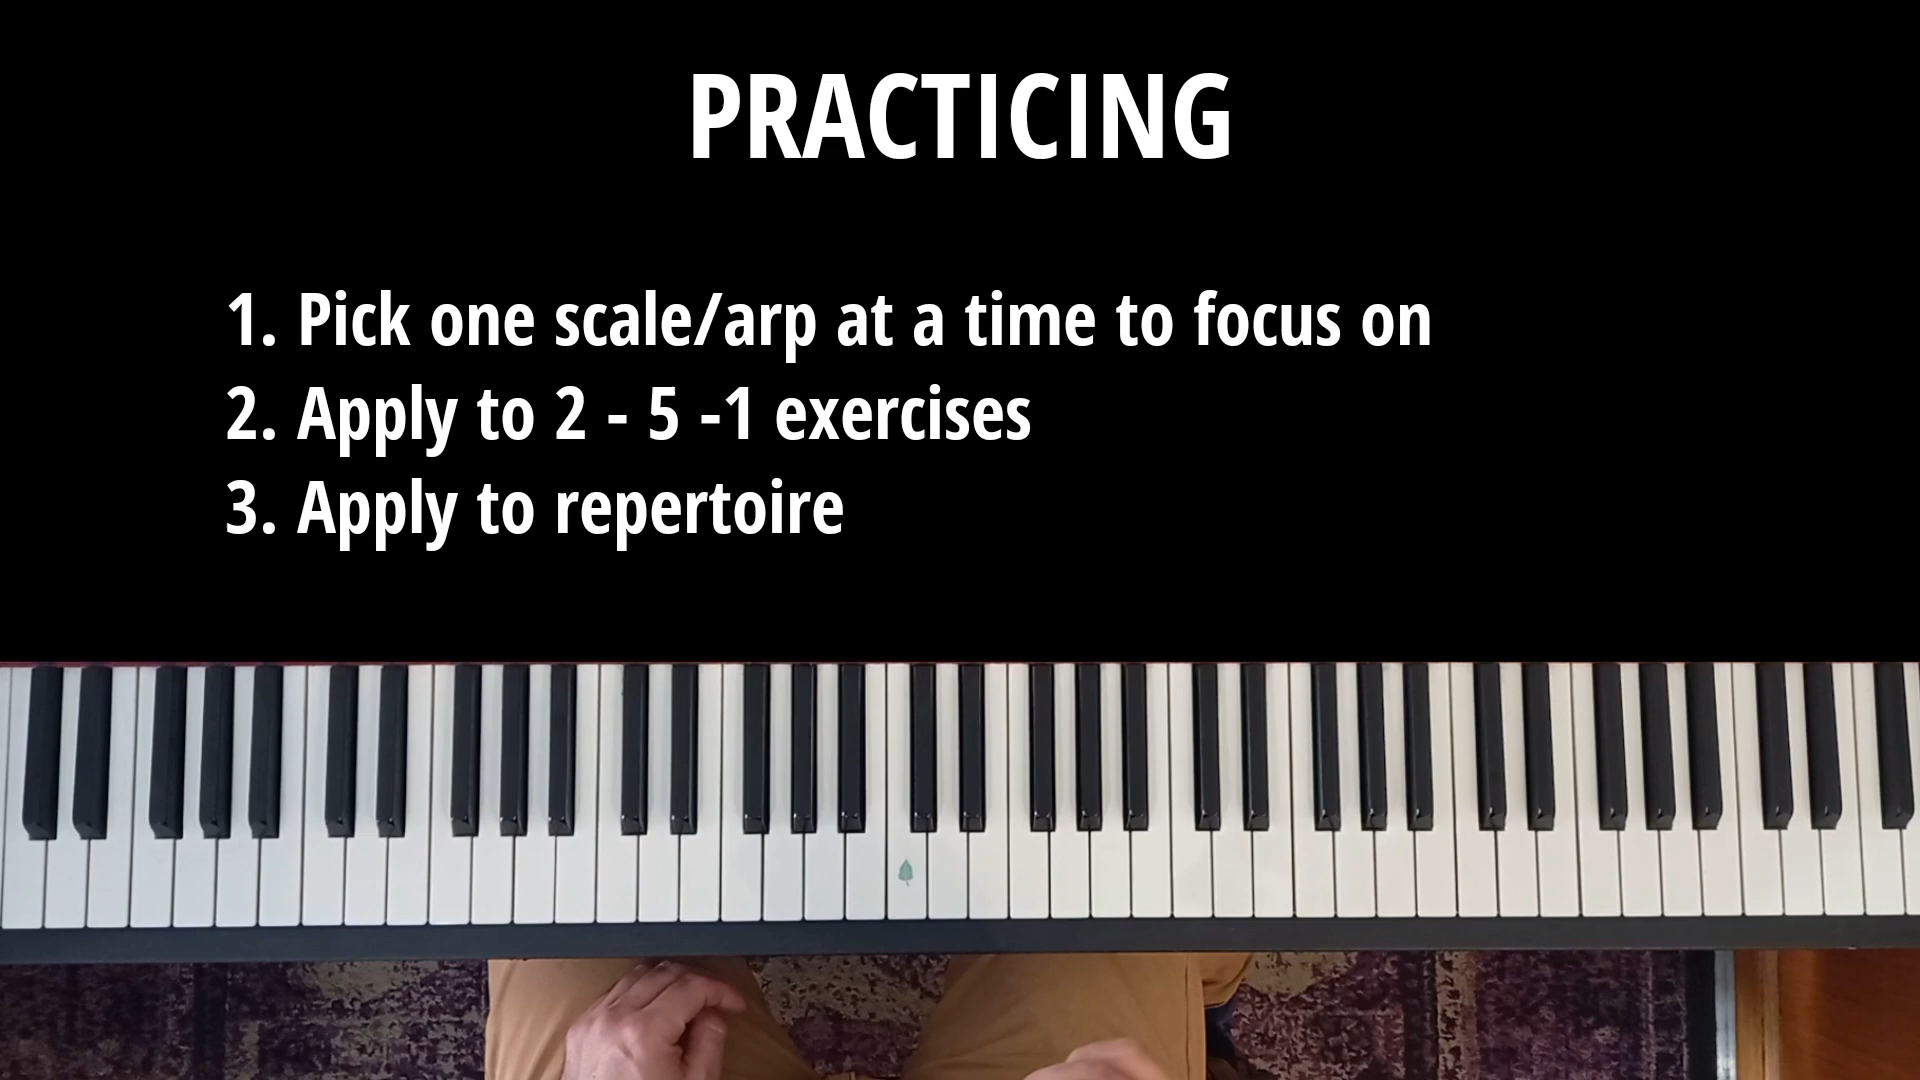 PRACTICING
1. Pick one scale/arp at a time to focus on
2. Apply to 2 - 5 -1 exercises
3. Apply to repertoire